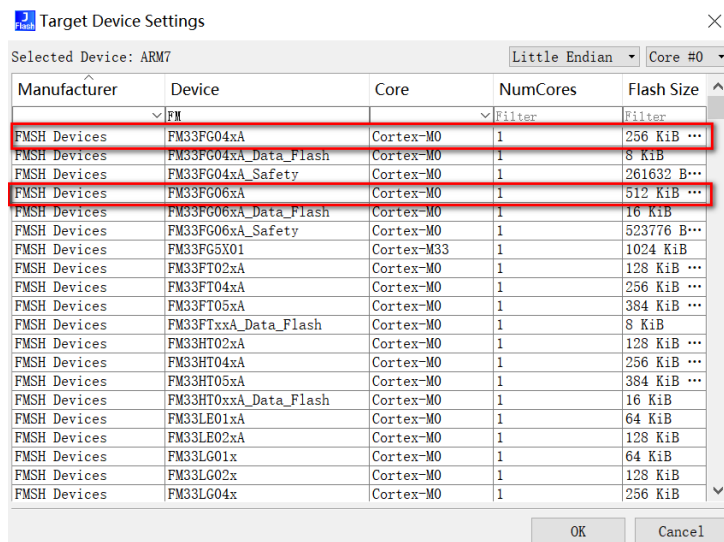 J Flash Target Device Settings
Selected Device: ARM7 Little Endian Core #0
Manufacturer Device Core NumCores Flash Size
FM Filter Filter
FMSH Devices FM33FG04xA Cortex-M0 1 256 KiB ···
FMSH Devices FM33FG04xA_Data_Flash Cortex-M0 1 8 KiB
FMSH Devices FM33FG04xA_Safety Cortex-M0 1 261632 B···
FMSH Devices FM33FG06xA Cortex-M0 1 512 KiB ···
FMSH Devices FM33FG06xA_Data_Flash Cortex-M0 1 16 KiB
FMSH Devices FM33FG06xA_Safety Cortex-M0 1 523776 B···
FMSH Devices FM33FG5X01 Cortex-M33 1 1024 KiB
FMSH Devices FM33FT02xA Cortex-M0 1 128 KiB ···
FMSH Devices FM33FT04xA Cortex-M0 1 256 KiB ···
FMSH Devices FM33FT05xA Cortex-M0 1 384 KiB ···
FMSH Devices FM33FTxxA_Data_Flash Cortex-M0 1 8 KiB
FMSH Devices FM33HT02xA Cortex-M0 1 128 KiB ···
FMSH Devices FM33HT04xA Cortex-M0 1 256 KiB ···
FMSH Devices FM33HT05xA Cortex-M0 1 384 KiB ···
FMSH Devices FM33HT0xxA_Data_Flash Cortex-M0 1 16 KiB
FMSH Devices FM33LE01xA Cortex-M0 1 64 KiB
FMSH Devices FM33LE02xA Cortex-M0 1 128 KiB
FMSH Devices FM33LG01x Cortex-M0 1 64 KiB
FMSH Devices FM33LG02x Cortex-M0 1 128 KiB
FMSH Devices FM33LG04x Cortex-M0 1 256 KiB
OK Cancel